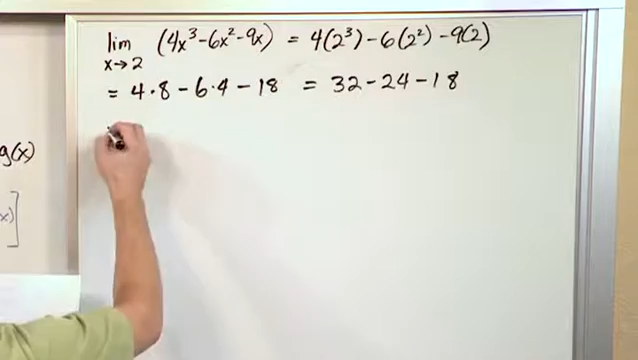 lim (4x³-6x²-9x) = 4(2³)-6(2²)-9(2)
x→2
= 4·8-6·4-18 = 32-24-18
g(x)
x)]